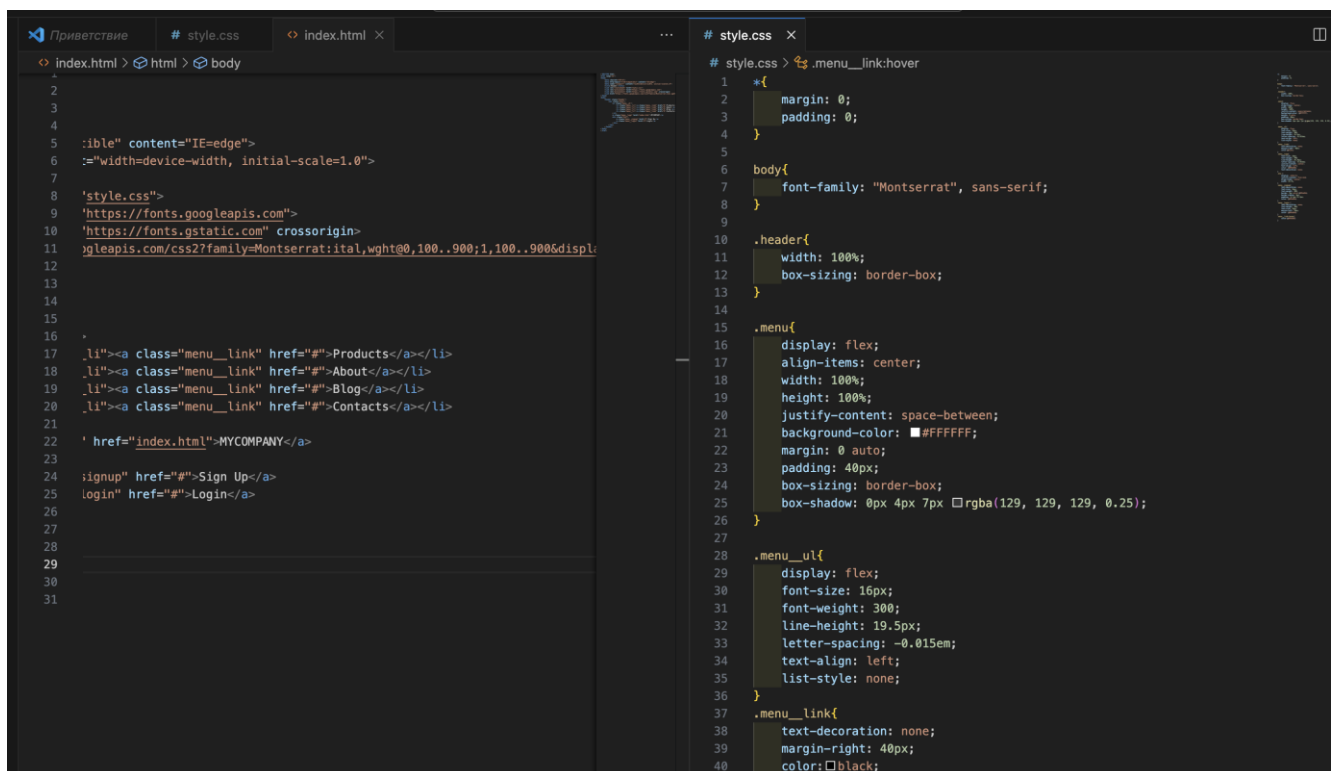 Приветствие # style.css <> index.html × ...
<> index.html > html > body
1
2
3
4
5 :ible" content="IE=edge">
6 :="width=device-width, initial-scale=1.0">
7
8 'style.css">
9 'https://fonts.googleapis.com">
10 'https://fonts.gstatic.com" crossorigin>
11 ogleapis.com/css2?family=Montserrat:ital,wght@0,100..900;1,100..900&displa
12
13
14
15
16 >
17 _li"><a class="menu__link" href="#">Products</a></li>
18 _li"><a class="menu__link" href="#">About</a></li>
19 _li"><a class="menu__link" href="#">Blog</a></li>
20 _li"><a class="menu__link" href="#">Contacts</a></li>
21
22 ' href="index.html">MYCOMPANY</a>
23
24 signup" href="#">Sign Up</a>
25 login" href="#">Login</a>
26
27
28
29
30
31
# style.css ×
# style.css > .menu__link:hover
1 *{
2 margin: 0;
3 padding: 0;
4 }
5
6 body{
7 font-family: "Montserrat", sans-serif;
8 }
9
10 .header{
11 width: 100%;
12 box-sizing: border-box;
13 }
14
15 .menu{
16 display: flex;
17 align-items: center;
18 width: 100%;
19 height: 100%;
20 justify-content: space-between;
21 background-color: #FFFFFF;
22 margin: 0 auto;
23 padding: 40px;
24 box-sizing: border-box;
25 box-shadow: 0px 4px 7px rgba(129, 129, 129, 0.25);
26 }
27
28 .menu__ul{
29 display: flex;
30 font-size: 16px;
31 font-weight: 300;
32 line-height: 19.5px;
33 letter-spacing: -0.015em;
34 text-align: left;
35 list-style: none;
36 }
37 .menu__link{
38 text-decoration: none;
39 margin-right: 40px;
40 color: black;